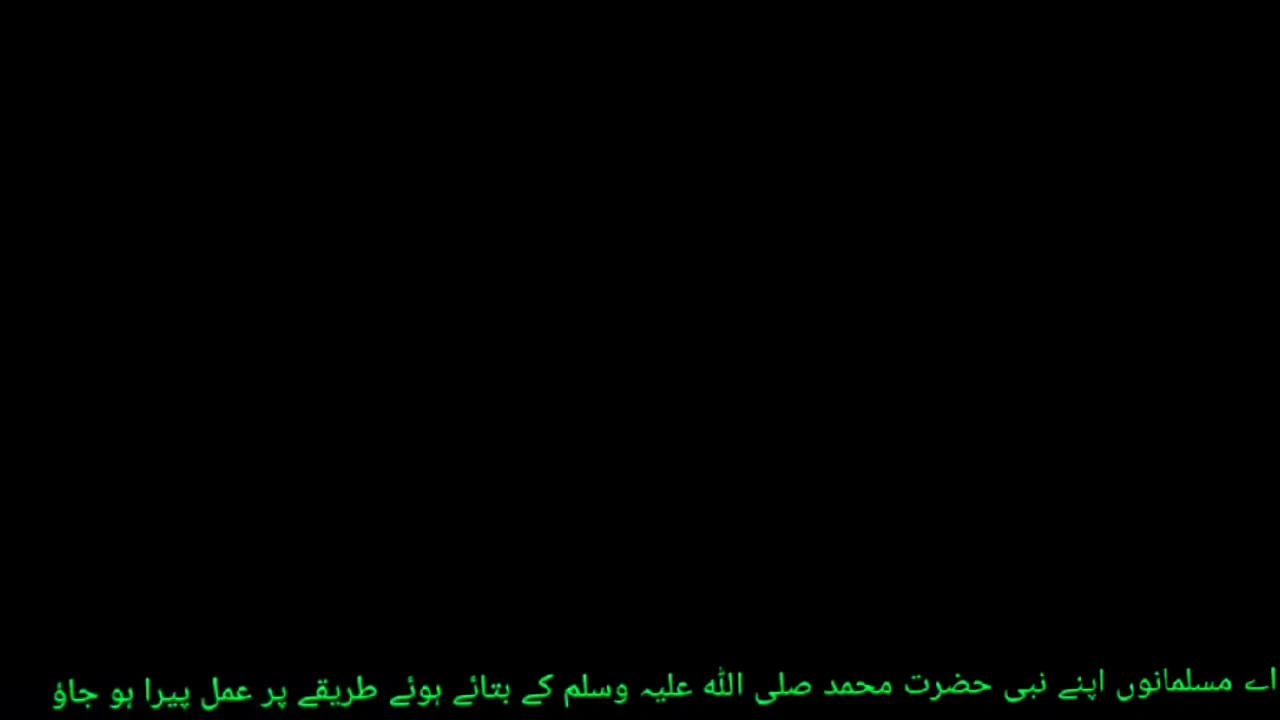 اے مسلمانوں اپنے نبی حضرت محمد صلی اللہ علیہ وسلم کے بتائے ہوئے طریقے پر عمل پیرا ہو جاؤ